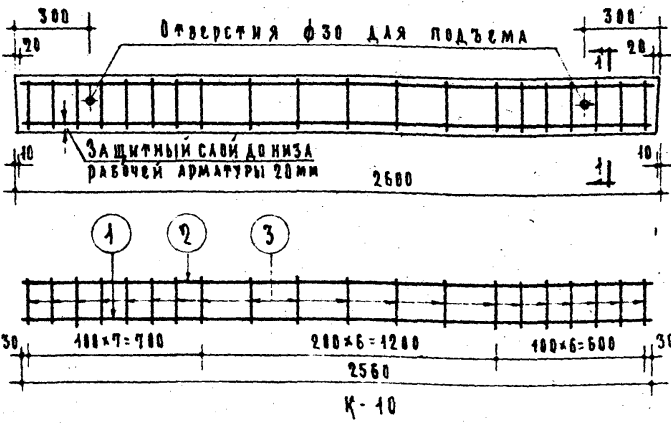 300 Отверстия ф30 для подъема 300
20 1 20
Защитный слой до низа
рабочей арматуры 20мм
10 1 10
2600
1 2 3
30 100×7=700 200×6=1200 100×6=600 30
2560
К-10